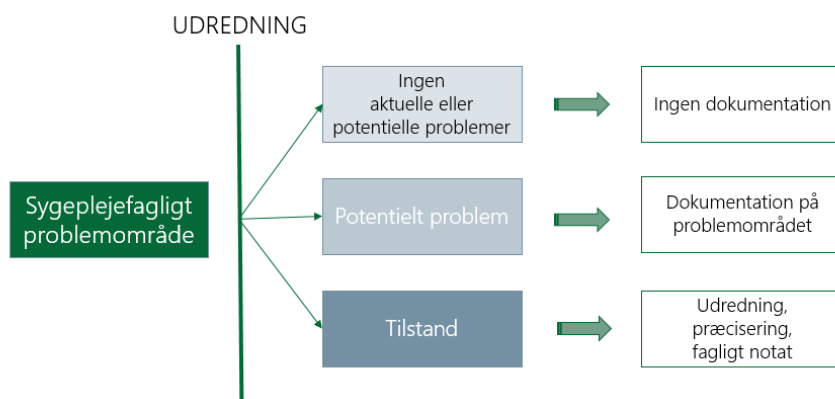 UDREDNING
Sygeplejefagligt
problemområde
Ingen
aktuelle eller
potentielle problemer
Ingen dokumentation
Potentielt problem
Dokumentation på
problemområdet
Tilstand
Udredning,
præcisering,
fagligt notat